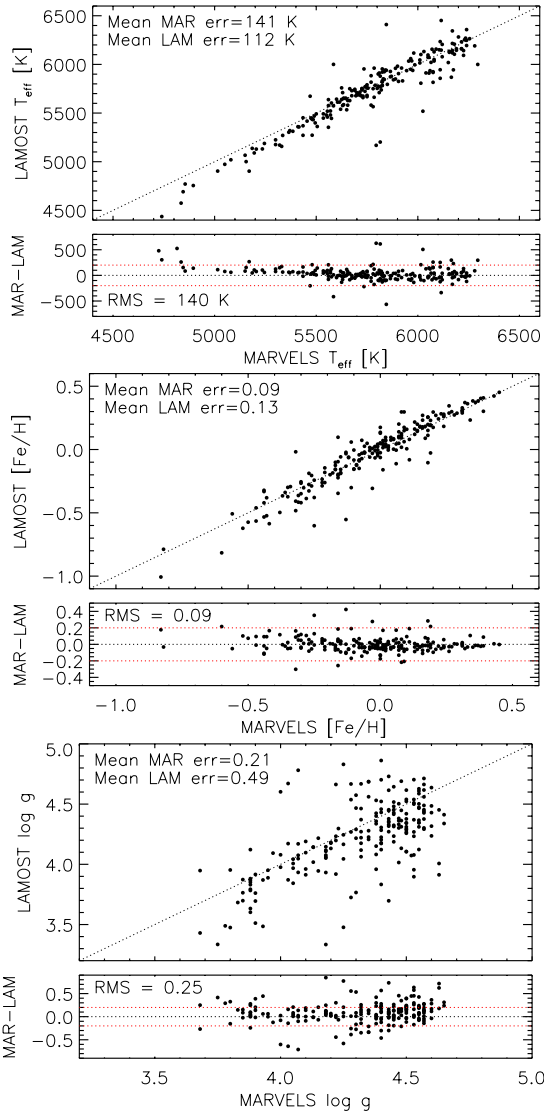 Mean MAR err=141 K
Mean LAM err=112 K
LAMOST Teff [K]
6500
6000
5500
5000
4500
MAR-LAM
500
0
-500
RMS = 140 K
4500 5000 5500 6000 6500
MARVELS Teff [K]
Mean MAR err=0.09
Mean LAM err=0.13
LAMOST [Fe/H]
0.5
0.0
-0.5
-1.0
MAR-LAM
0.4
0.2
0.0
-0.2
-0.4
RMS = 0.09
-1.0 -0.5 0.0 0.5
MARVELS [Fe/H]
Mean MAR err=0.21
Mean LAM err=0.49
LAMOST log g
5.0
4.5
4.0
3.5
MAR-LAM
0.5
0.0
-0.5
RMS = 0.25
3.5 4.0 4.5 5.0
MARVELS log g